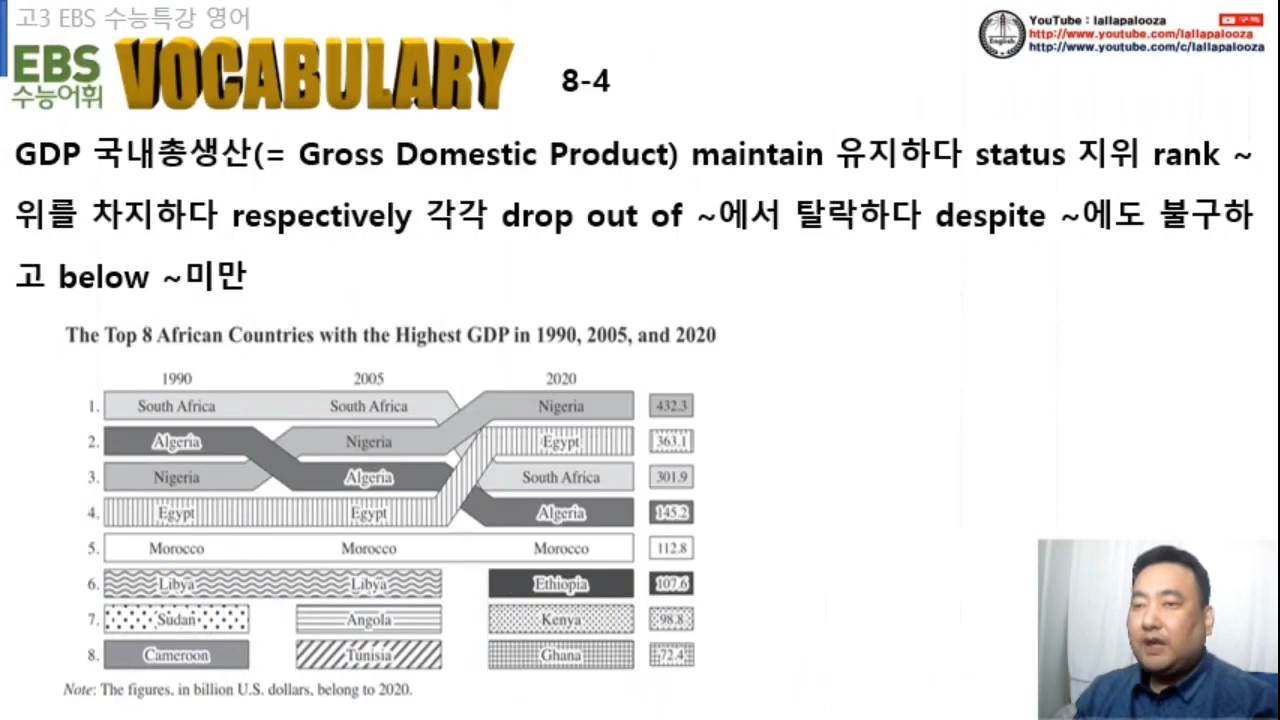 고3 EBS 수능특강 영어
EBS
수능어휘
VOCABULARY
8-4
YouTube : lallapalooza
구독
http://www.youtube.com/lallapalooza
http://www.youtube.com/c/lallapalooza
English
GDP 국내총생산(= Gross Domestic Product) maintain 유지하다 status 지위 rank ~
위를 차지하다 respectively 각각 drop out of ~에서 탈락하다 despite ~에도 불구하
고 below ~미만
The Top 8 African Countries with the Highest GDP in 1990, 2005, and 2020
1990 2005 2020
1. South Africa South Africa Nigeria 432.3
2. Algeria Nigeria Egypt 363.1
3. Nigeria Algeria South Africa 301.9
4. Egypt Egypt Algeria 145.2
5. Morocco Morocco Morocco 112.8
6. Libya Libya Ethiopia 107.6
7. Sudan Angola Kenya 98.8
8. Cameroon Tunisia Ghana 72.4
Note: The figures, in billion U.S. dollars, belong to 2020.